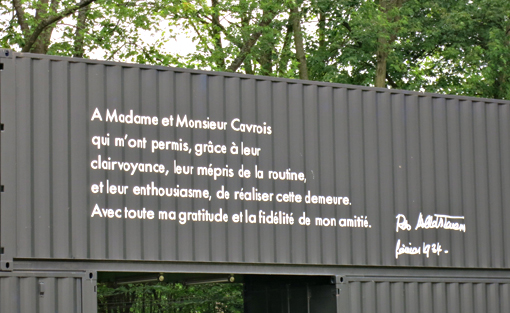 A Madame et Monsieur Cavrois
qui m'ont permis, grâce à leur
clairvoyance, leur mépris de la routine,
et leur enthousiasme, de réaliser cette demeure.
Avec toute ma gratitude et la fidélité de mon amitié.
Rob Mallet-Stevens
février 1934.